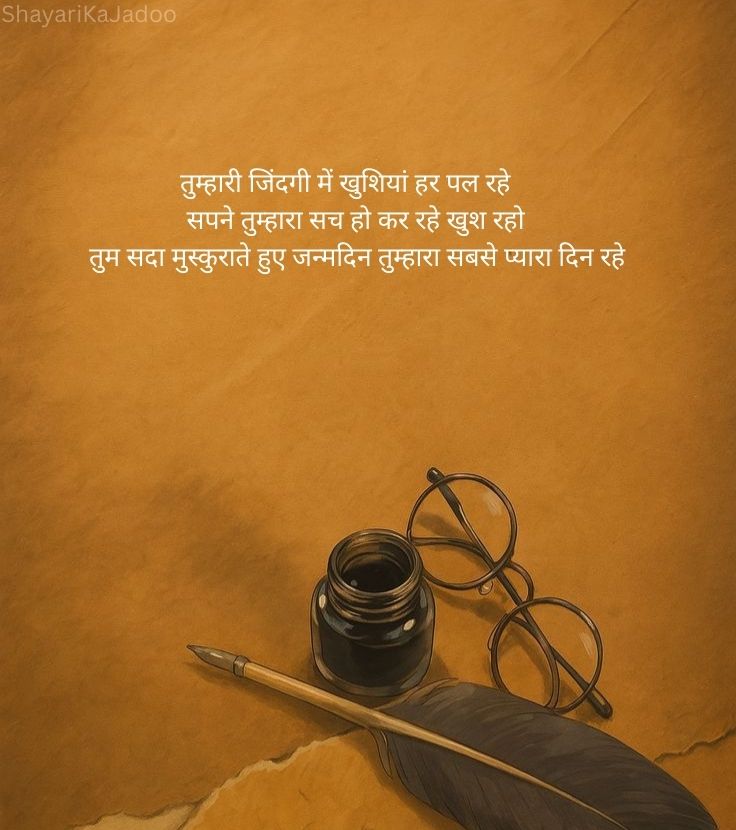 ShayariKaJadoo
तुम्हारी जिंदगी में खुशियां हर पल रहे
सपने तुम्हारा सच हो कर रहे खुश रहो
तुम सदा मुस्कुराते हुए जन्मदिन तुम्हारा सबसे प्यारा दिन रहे